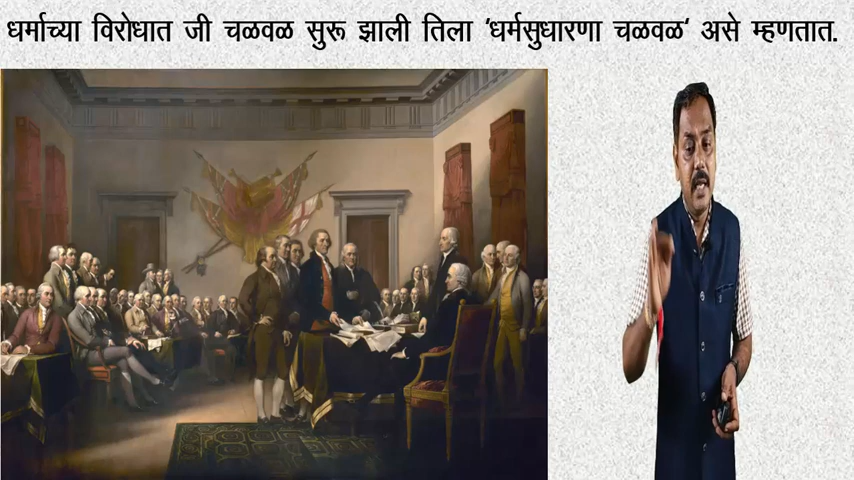 धर्माच्या विरोधात जी चळवळ सुरू झाली तिला ‘धर्मसुधारणा चळवळ’ असे म्हणतात.